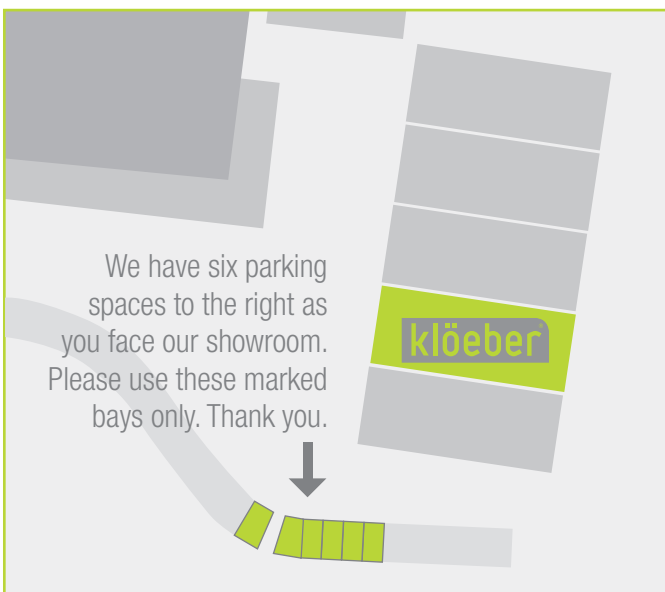 We have six parking
spaces to the right as
you face our showroom.
Please use these marked
bays only. Thank you.
klöeber